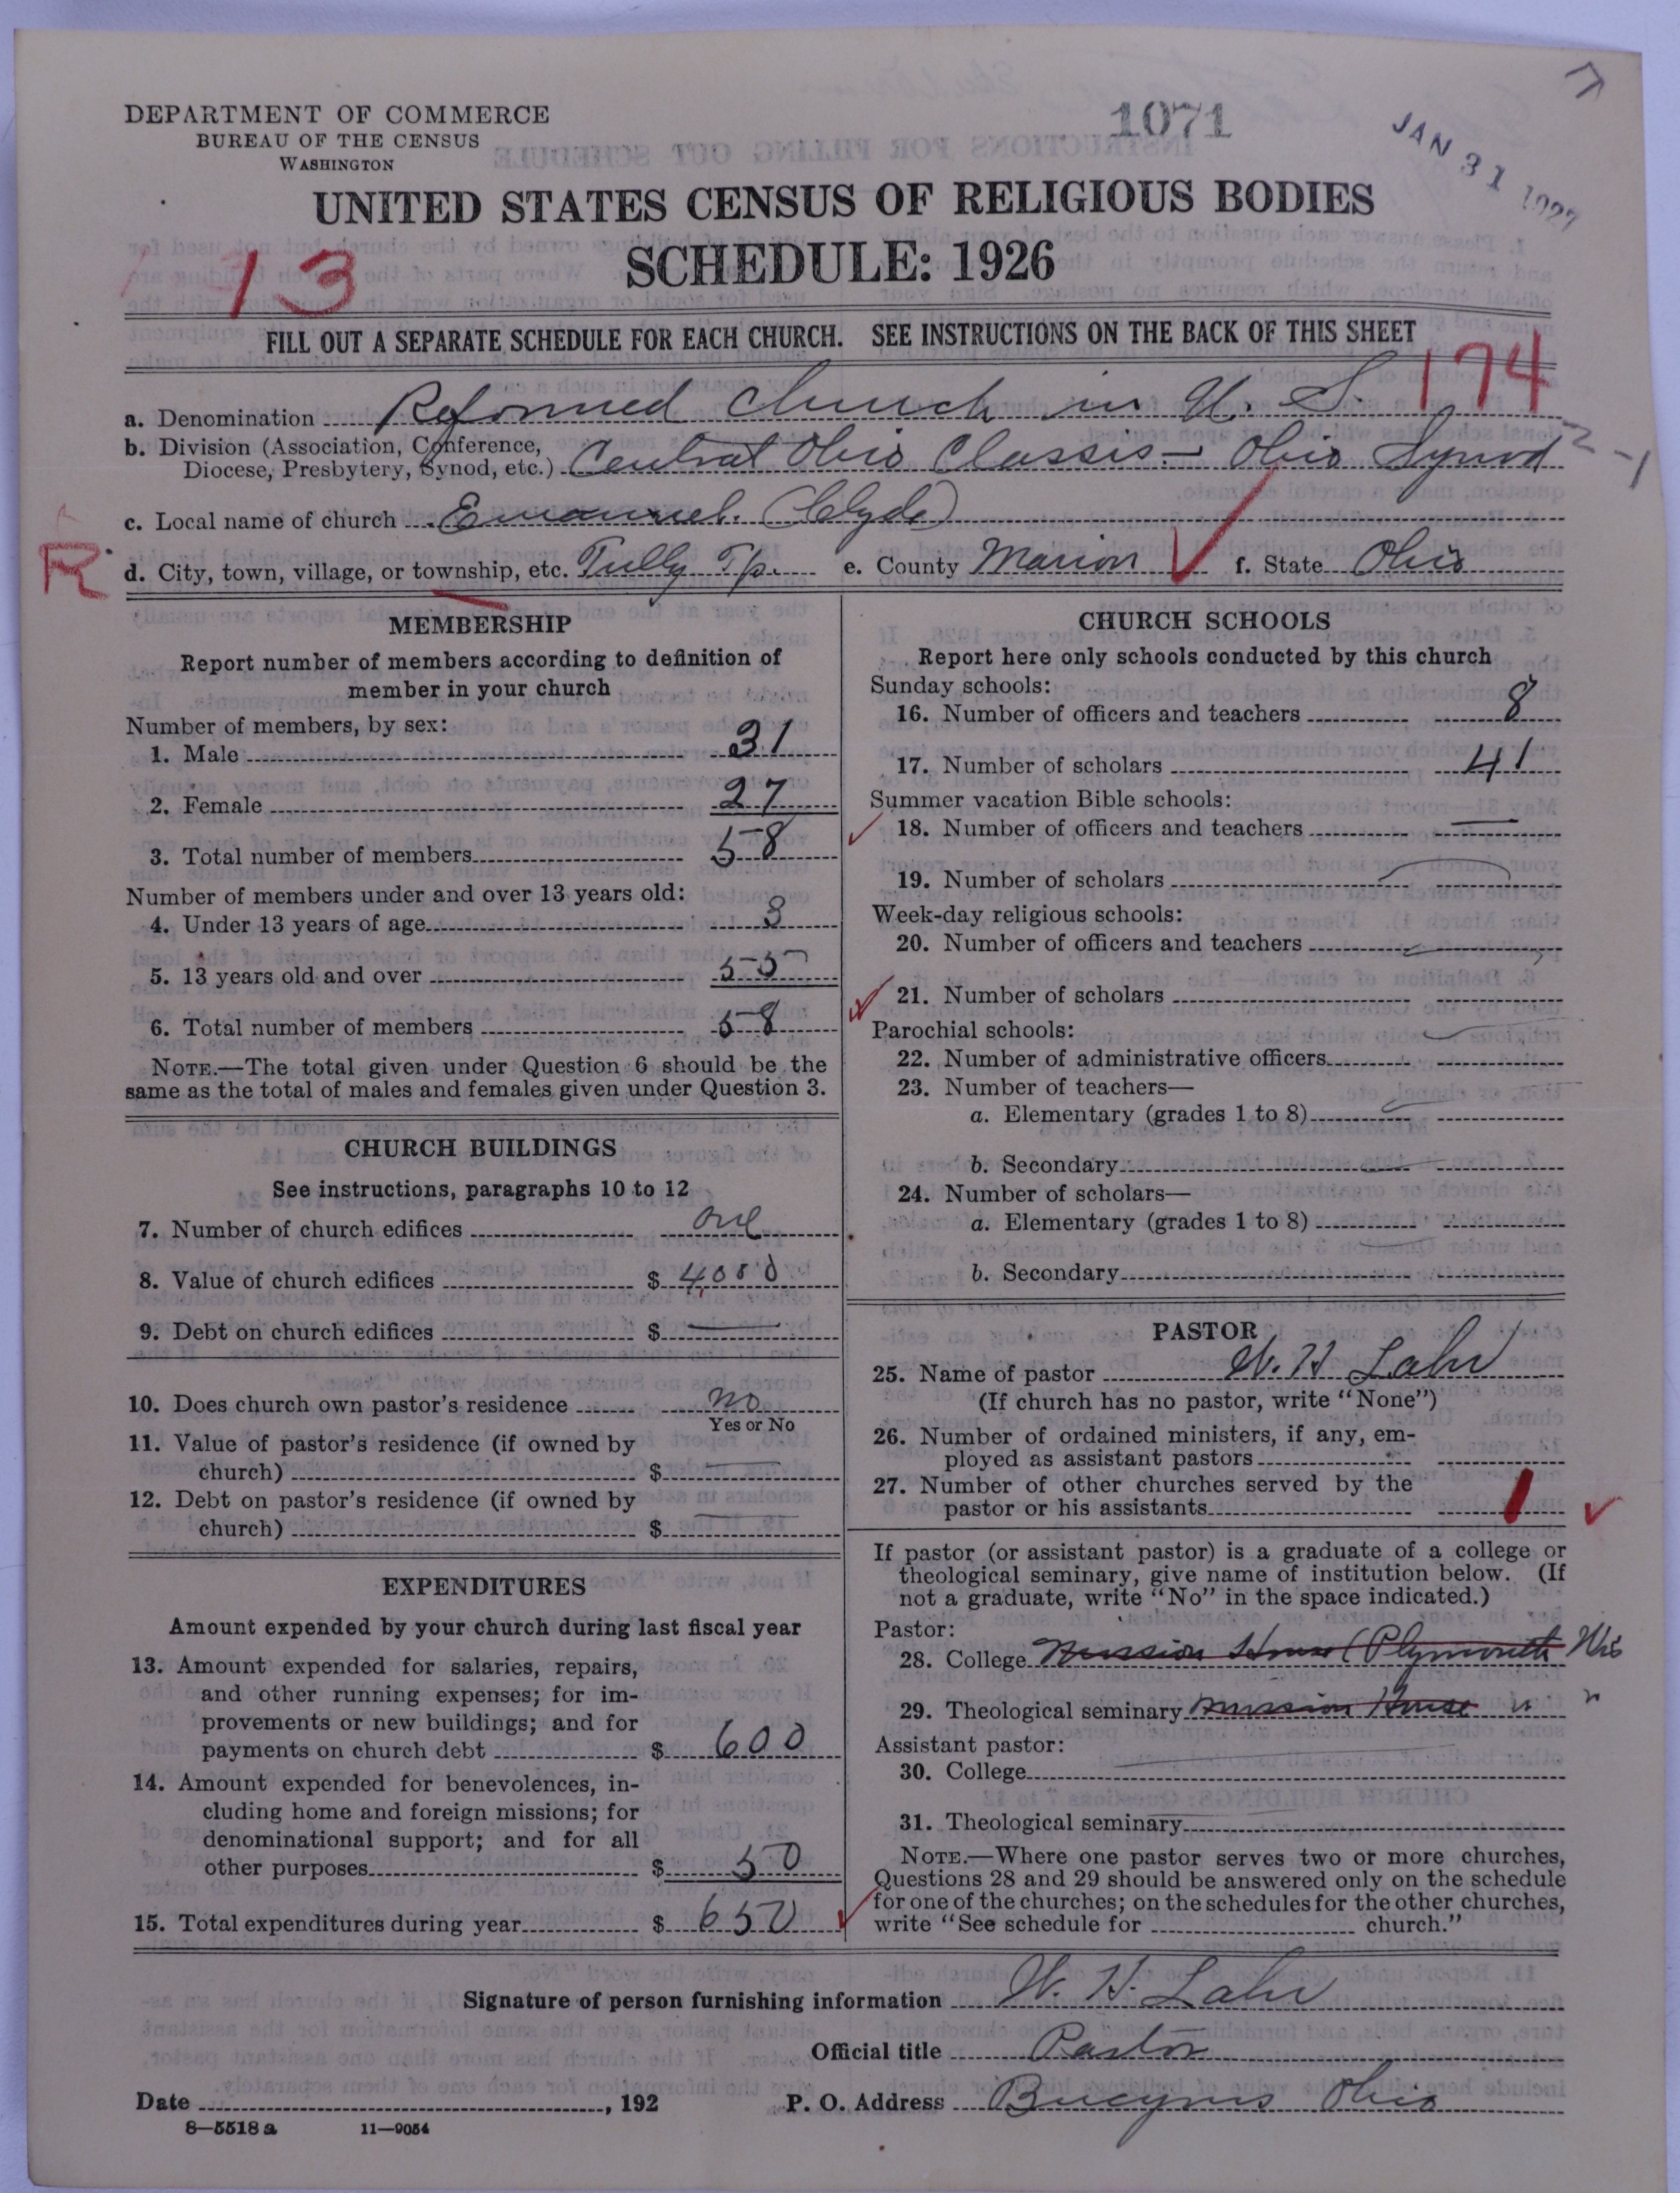 DEPARTMENT OF COMMERCE
BUREAU OF THE CENSUS
WASHINGTON
1071
JAN 31 1927
UNITED STATES CENSUS OF RELIGIOUS BODIES
SCHEDULE: 1926
13
FILL OUT A SEPARATE SCHEDULE FOR EACH CHURCH. SEE INSTRUCTIONS ON THE BACK OF THIS SHEET
174
a. Denomination Reformed Church in U. S.
b. Division (Association, Conference,
Diocese, Presbytery, Synod, etc.) Central Ohio Classis - Ohio Synod
2-1
c. Local name of church Emanuel. (Clyde)
R
d. City, town, village, or township, etc. Tully Tp. e. County Marion f. State Ohio
MEMBERSHIP
Report number of members according to definition of
member in your church
Number of members, by sex:
1. Male 31
2. Female 27
3. Total number of members 58
Number of members under and over 13 years old:
4. Under 13 years of age 3
5. 13 years old and over 55
6. Total number of members 58
NOTE.—The total given under Question 6 should be the
same as the total of males and females given under Question 3.
CHURCH BUILDINGS
See instructions, paragraphs 10 to 12
7. Number of church edifices one
8. Value of church edifices $ 4000
9. Debt on church edifices $ —
10. Does church own pastor's residence no
Yes or No
11. Value of pastor's residence (if owned by
church) $ —
12. Debt on pastor's residence (if owned by
church) $ —
EXPENDITURES
Amount expended by your church during last fiscal year
13. Amount expended for salaries, repairs,
and other running expenses; for im-
provements or new buildings; and for
payments on church debt $ 600
14. Amount expended for benevolences, in-
cluding home and foreign missions; for
denominational support; and for all
other purposes $ 50
15. Total expenditures during year $ 650
CHURCH SCHOOLS
Report here only schools conducted by this church
Sunday schools:
16. Number of officers and teachers 8
17. Number of scholars 41
Summer vacation Bible schools:
18. Number of officers and teachers —
19. Number of scholars
Week-day religious schools:
20. Number of officers and teachers
21. Number of scholars
Parochial schools:
22. Number of administrative officers
23. Number of teachers—
a. Elementary (grades 1 to 8)
b. Secondary
24. Number of scholars—
a. Elementary (grades 1 to 8)
b. Secondary
PASTOR
25. Name of pastor W. H. Lahr
(If church has no pastor, write "None")
26. Number of ordained ministers, if any, em-
ployed as assistant pastors
27. Number of other churches served by the
pastor or his assistants 1
If pastor (or assistant pastor) is a graduate of a college or
theological seminary, give name of institution below. (If
not a graduate, write "No" in the space indicated.)
Pastor:
28. College Mission House (Plymouth Wis
29. Theological seminary Mission House " "
Assistant pastor:
30. College
31. Theological seminary
NOTE.—Where one pastor serves two or more churches,
Questions 28 and 29 should be answered only on the schedule
for one of the churches; on the schedules for the other churches,
write "See schedule for church."
Signature of person furnishing information W. H. Lahr
Official title Pastor
Date , 192 P. O. Address Bucyrus Ohio
8—5518 a 11—9054